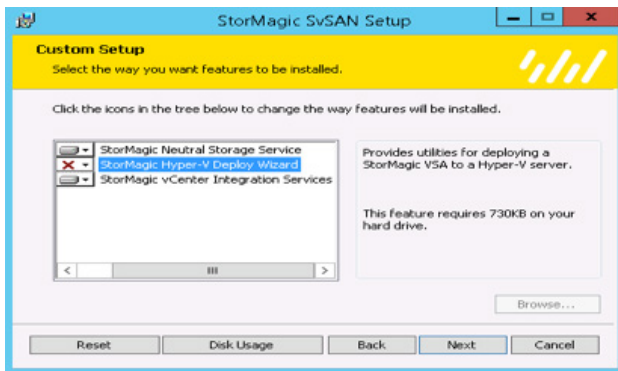 StorMagic SvSAN Setup
Custom Setup
Select the way you want features to be installed.
Click the icons in the tree below to change the way features will be installed.
StorMagic Neutral Storage Service
StorMagic Hyper-V Deploy Wizard
StorMagic vCenter Integration Services
Provides utilities for deploying a
StorMagic VSA to a Hyper-V server.
This feature requires 730KB on your
hard drive.
Browse...
Reset Disk Usage Back Next Cancel